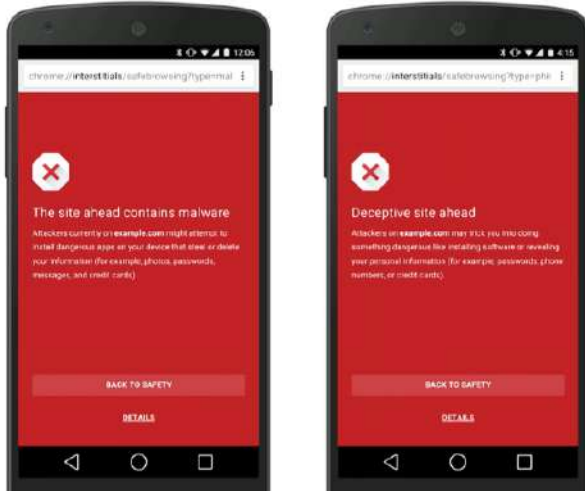 12:06
chrome://interstitials/safebrowsing?type=mal
The site ahead contains malware
Attackers currently on example.com might attempt to
install dangerous apps on your device that steal or delete
your information (for example, photos, passwords,
messages, and credit cards).
BACK TO SAFETY
DETAILS
4:15
chrome://interstitials/safebrowsing?type=phi
Deceptive site ahead
Attackers on example.com may trick you into doing
something dangerous like installing software or revealing
your personal information (for example, passwords, phone
numbers, or credit cards).
BACK TO SAFETY
DETAILS